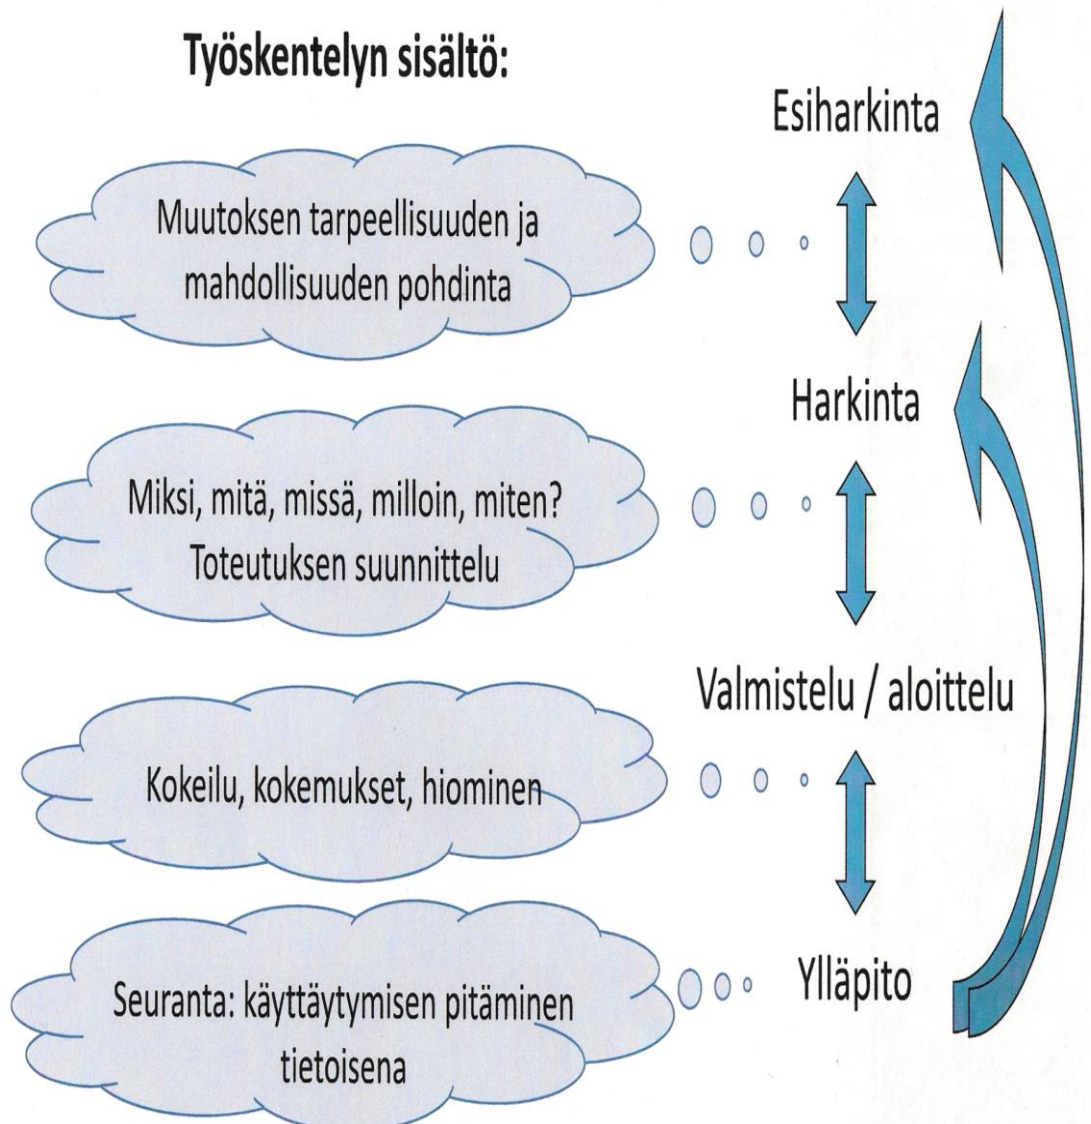 Työskentelyn sisältö:
Esiharkinta
Muutoksen tarpeellisuuden ja
mahdollisuuden pohdinta
Harkinta
Miksi, mitä, missä, milloin, miten?
Toteutuksen suunnittelu
Valmistelu / aloittelu
Kokeilu, kokemukset, hiominen
Ylläpito
Seuranta: käyttäytymisen pitäminen
tietoisena